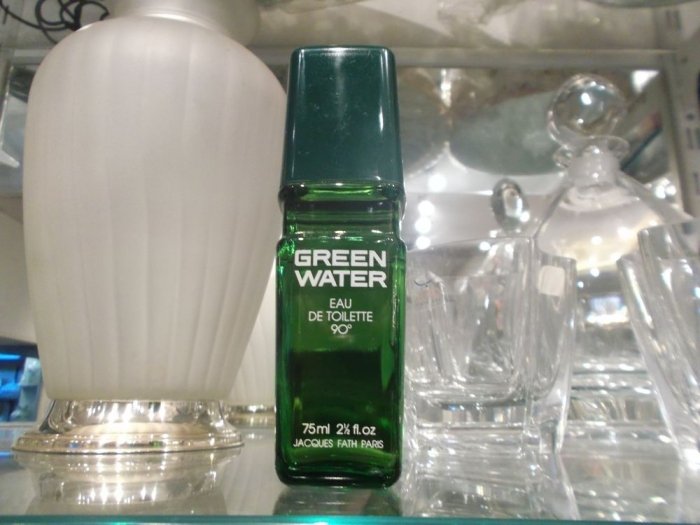 GREEN
WATER
EAU
DE TOILETTE
90°
75ml 2½ fl.oz
JACQUES FATH PARIS